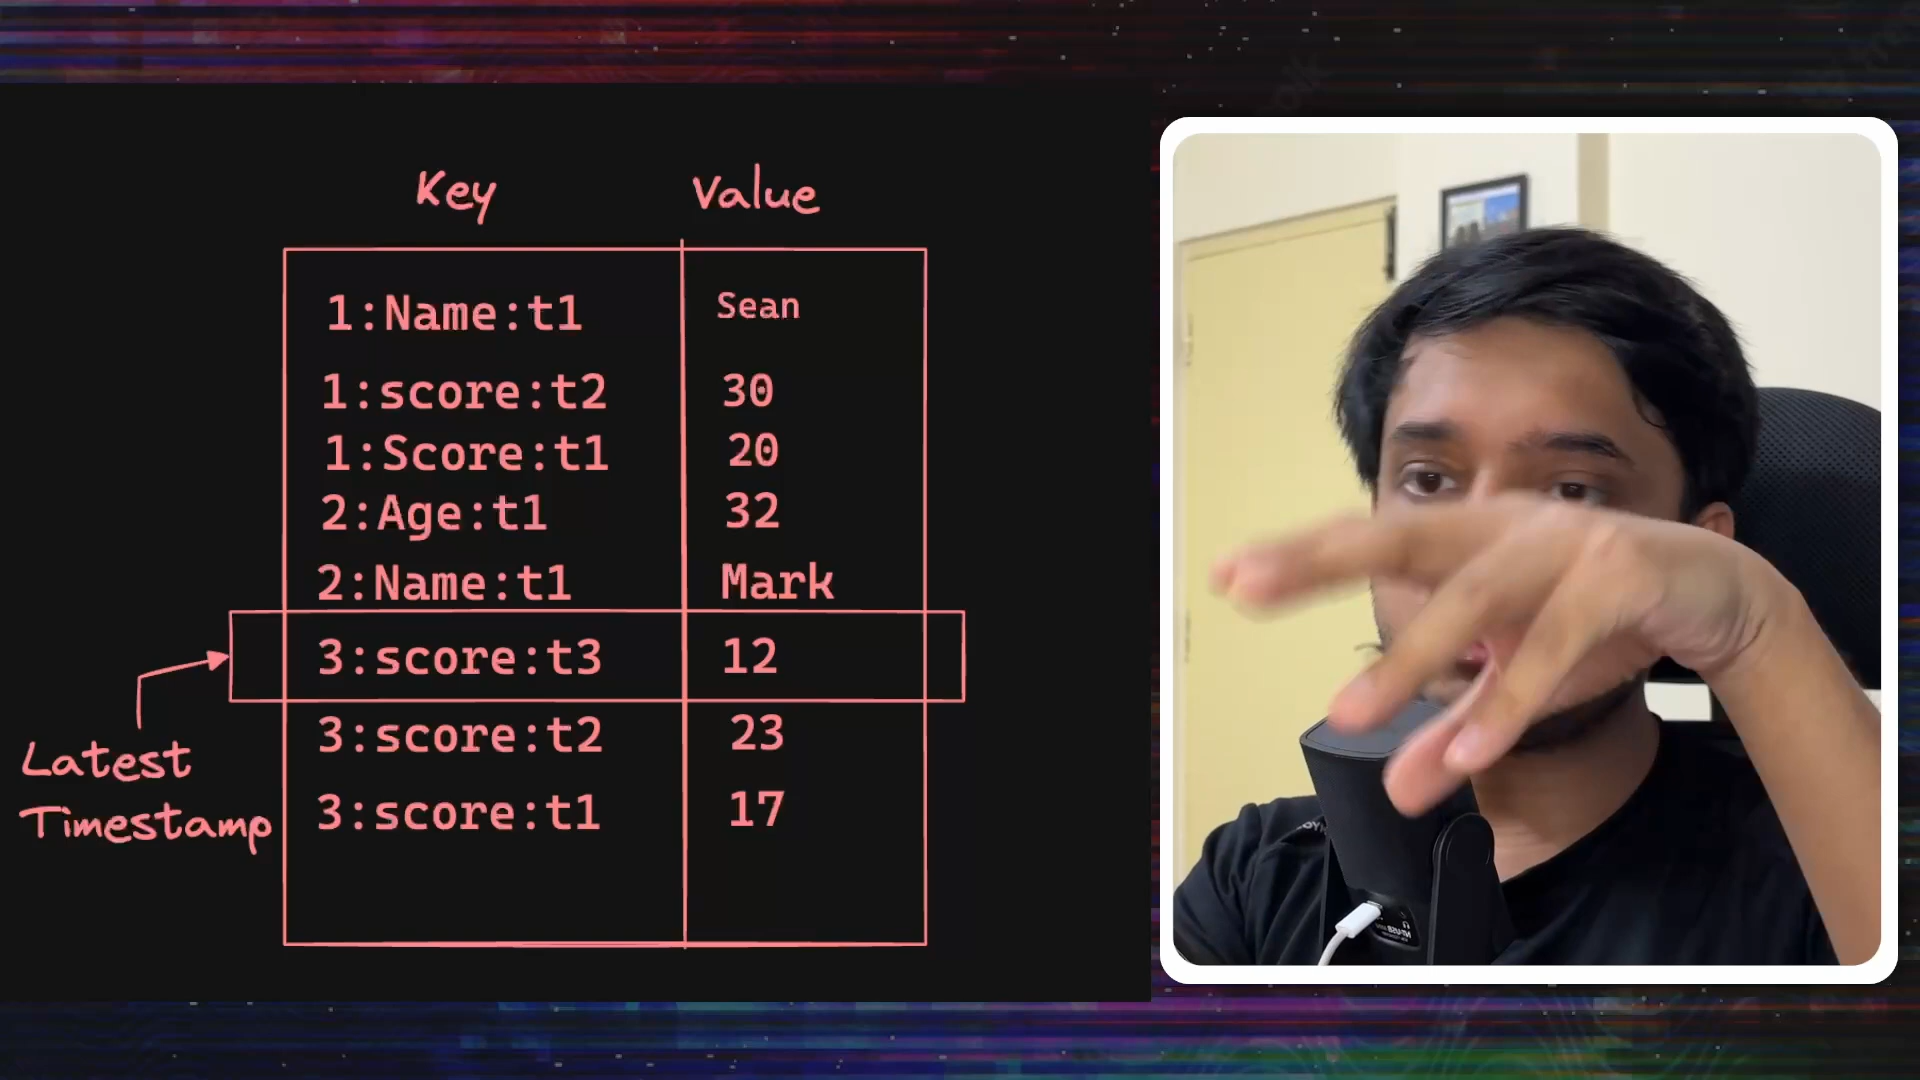 Key Value
1:Name:t1 Sean
1:score:t2 30
1:Score:t1 20
2:Age:t1 32
2:Name:t1 Mark
3:score:t3 12
3:score:t2 23
3:score:t1 17
Latest
Timestamp